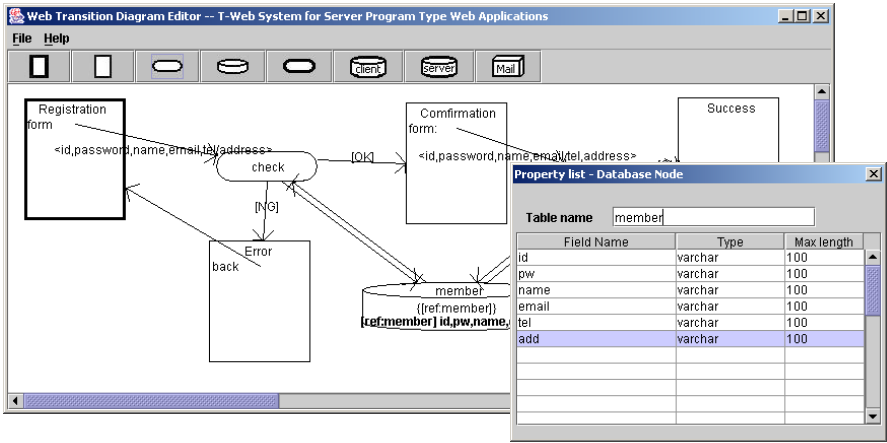 Web Transition Diagram Editor -- T-Web System for Server Program Type Web Applications
File Help
client server Mail
Registration
form
<id,password,name,email,tel/address>
check
[OK]
[NG]
Error
back
Comfirmation
form:
<id,password,name,email,tel,address>
Success
member
{[ref:member]}
[ref:member] id,pw,name,
Property list - Database Node
Table name member
Field Name Type Max length
id varchar 100
pw varchar 100
name varchar 100
email varchar 100
tel varchar 100
add varchar 100